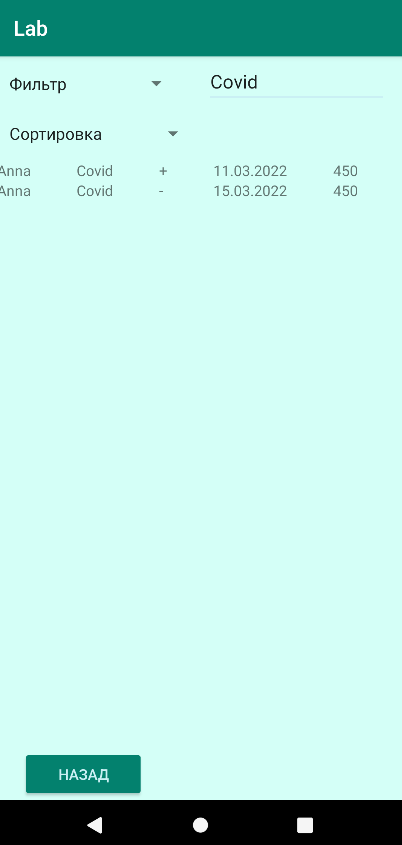 Lab
Фильтр Covid
Сортировка
Anna Covid + 11.03.2022 450
Anna Covid - 15.03.2022 450
НАЗАД